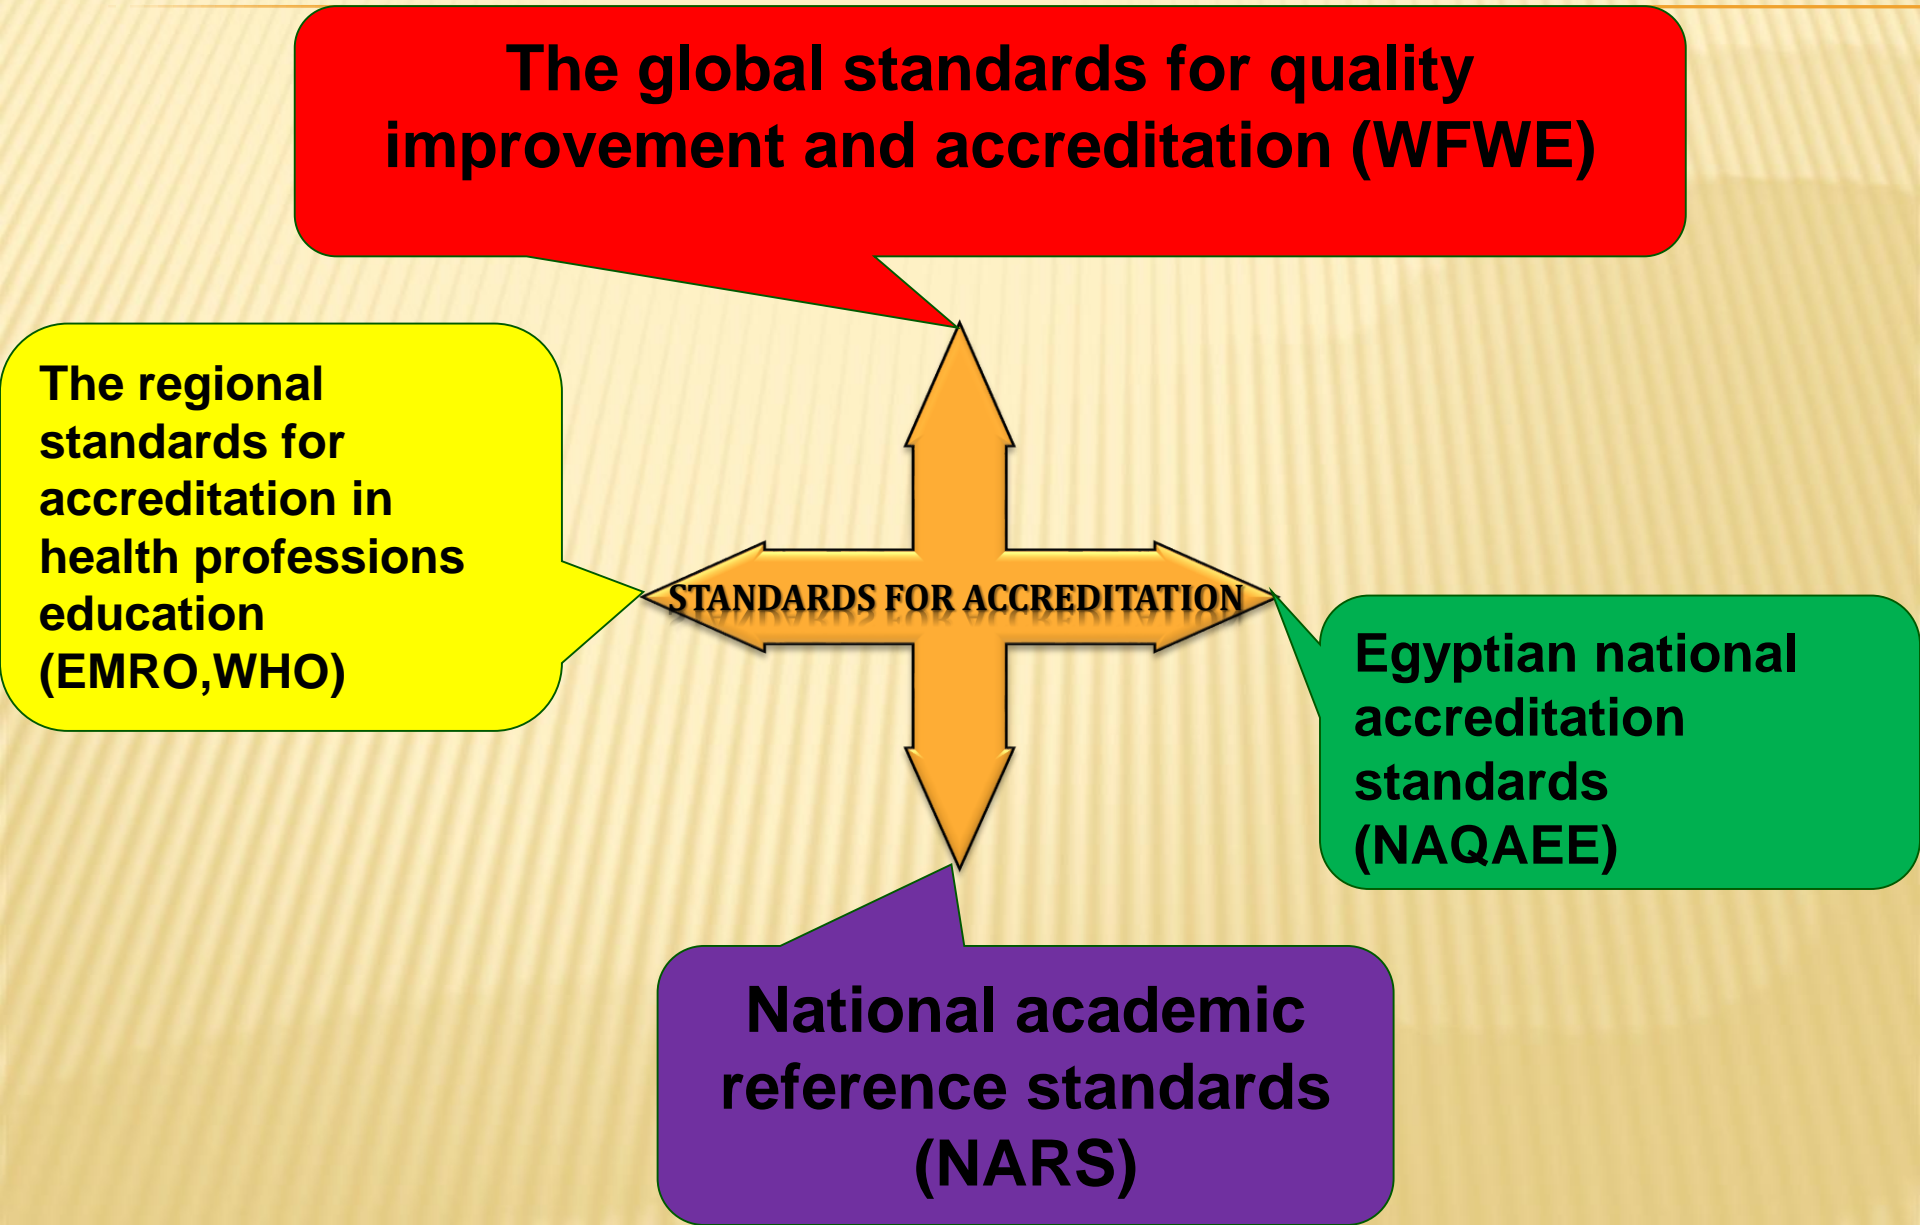 The global standards for quality
improvement and accreditation (WFWE)
The regional
standards for
accreditation in
health professions
education
(EMRO,WHO)
STANDARDS FOR ACCREDITATION
Egyptian national
accreditation
standards
(NAQAEE)
National academic
reference standards
(NARS)